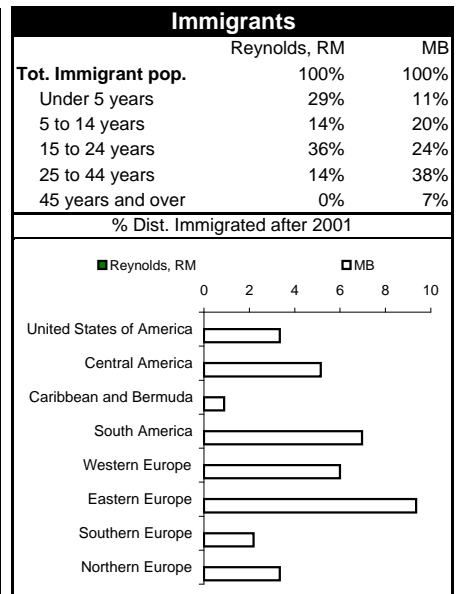 Immigrants
Reynolds, RM MB
Tot. Immigrant pop. 100% 100%
Under 5 years 29% 11%
5 to 14 years 14% 20%
15 to 24 years 36% 24%
25 to 44 years 14% 38%
45 years and over 0% 7%
% Dist. Immigrated after 2001
Reynolds, RM MB
0 2 4 6 8 10
United States of America
Central America
Caribbean and Bermuda
South America
Western Europe
Eastern Europe
Southern Europe
Northern Europe